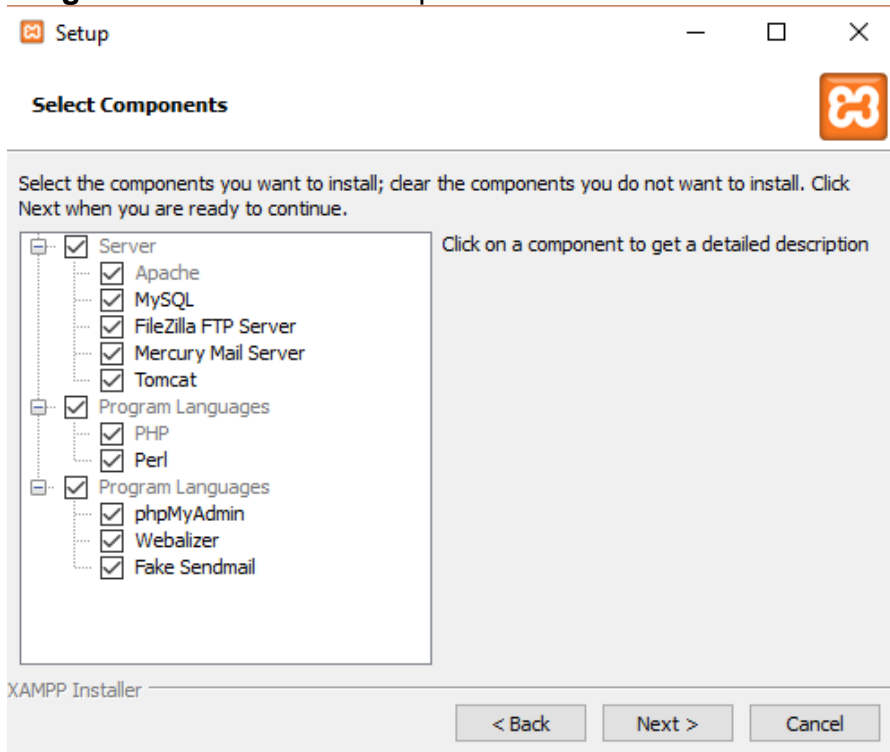 Setup
Select Components
Select the components you want to install; clear the components you do not want to install. Click
Next when you are ready to continue.
Server
Apache
MySQL
FileZilla FTP Server
Mercury Mail Server
Tomcat
Program Languages
PHP
Perl
Program Languages
phpMyAdmin
Webalizer
Fake Sendmail
Click on a component to get a detailed description
XAMPP Installer
< Back
Next >
Cancel